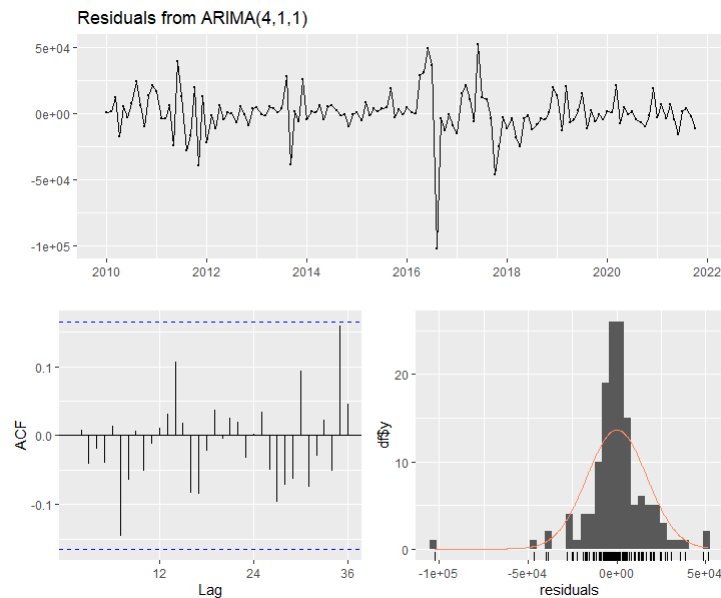 Residuals from ARIMA(4,1,1)
5e+04
0e+00
-5e+04
-1e+05
2010 2012 2014 2016 2018 2020 2022
ACF
0.1
0.0
-0.1
12 24 36
Lag
df$y
20
10
0
-1e+05 -5e+04 0e+00 5e+04
residuals